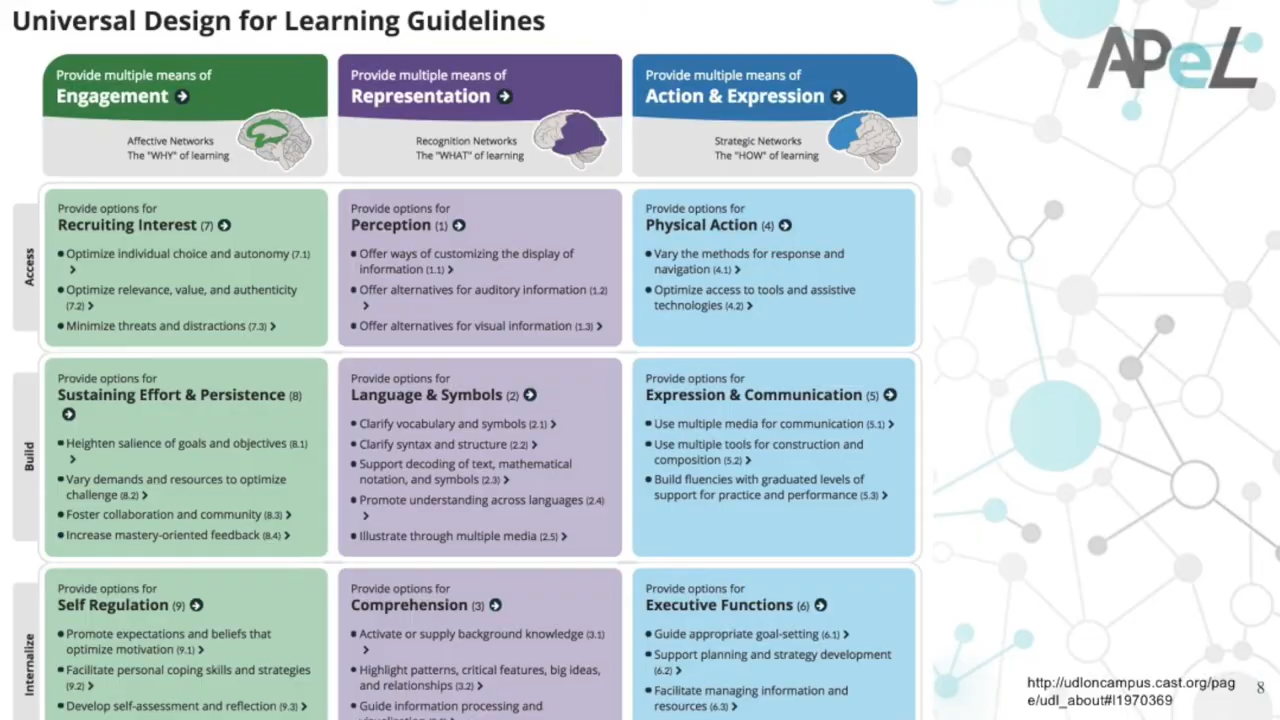 Universal Design for Learning Guidelines
APeL
Provide multiple means of
Engagement
Affective Networks
The "WHY" of learning
Provide multiple means of
Representation
Recognition Networks
The "WHAT" of learning
Provide multiple means of
Action & Expression
Strategic Networks
The "HOW" of learning
Access
Provide options for
Recruiting Interest (7)
Optimize individual choice and autonomy (7.1)
Optimize relevance, value, and authenticity
(7.2)
Minimize threats and distractions (7.3)
Provide options for
Perception (1)
Offer ways of customizing the display of
information (1.1)
Offer alternatives for auditory information (1.2)
Offer alternatives for visual information (1.3)
Provide options for
Physical Action (4)
Vary the methods for response and
navigation (4.1)
Optimize access to tools and assistive
technologies (4.2)
Build
Provide options for
Sustaining Effort & Persistence (8)
Heighten salience of goals and objectives (8.1)
Vary demands and resources to optimize
challenge (8.2)
Foster collaboration and community (8.3)
Increase mastery-oriented feedback (8.4)
Provide options for
Language & Symbols (2)
Clarify vocabulary and symbols (2.1)
Clarify syntax and structure (2.2)
Support decoding of text, mathematical
notation, and symbols (2.3)
Promote understanding across languages (2.4)
Illustrate through multiple media (2.5)
Provide options for
Expression & Communication (5)
Use multiple media for communication (5.1)
Use multiple tools for construction and
composition (5.2)
Build fluencies with graduated levels of
support for practice and performance (5.3)
Internalize
Provide options for
Self Regulation (9)
Promote expectations and beliefs that
optimize motivation (9.1)
Facilitate personal coping skills and strategies
(9.2)
Develop self-assessment and reflection (9.3)
Provide options for
Comprehension (3)
Activate or supply background knowledge (3.1)
Highlight patterns, critical features, big ideas,
and relationships (3.2)
Guide information processing and
Provide options for
Executive Functions (6)
Guide appropriate goal-setting (6.1)
Support planning and strategy development
(6.2)
Facilitate managing information and
resources (6.3)
http://udloncampus.cast.org/pag
e/udl_about#l1970369
8